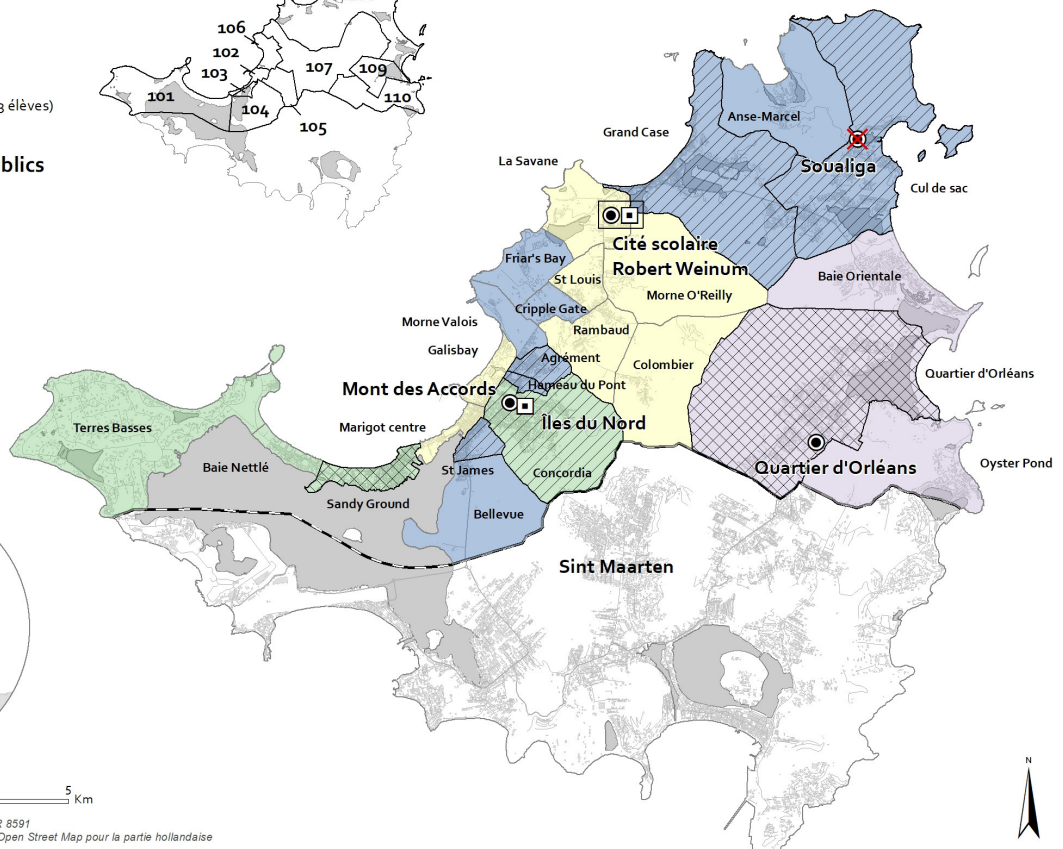 106
102
103
101
107
109
104
110
105
3 élèves)
blics
Anse-Marcel
Grand Case
Soualiga
La Savane
Cul de sac
Cité scolaire
Robert Weinum
Friar's Bay
St Louis
Baie Orientale
Morne O'Reilly
Cripple Gate
Morne Valois
Rambaud
Galisbay
Agrément
Colombier
Quartier d'Orléans
Hameau du Pont
Mont des Accords
Îles du Nord
Terres Basses
Marigot centre
Baie Nettlé
St James
Concordia
Quartier d'Orléans
Oyster Pond
Sandy Ground
Bellevue
Sint Maarten
N
5
Km
8591
Open Street Map pour la partie hollandaise